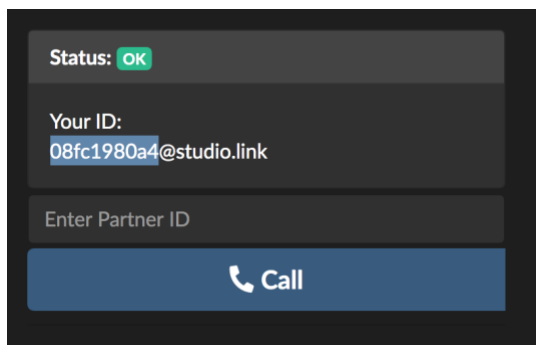 Status: OK
Your ID:
08fc1980a4@studio.link
Enter Partner ID
Call